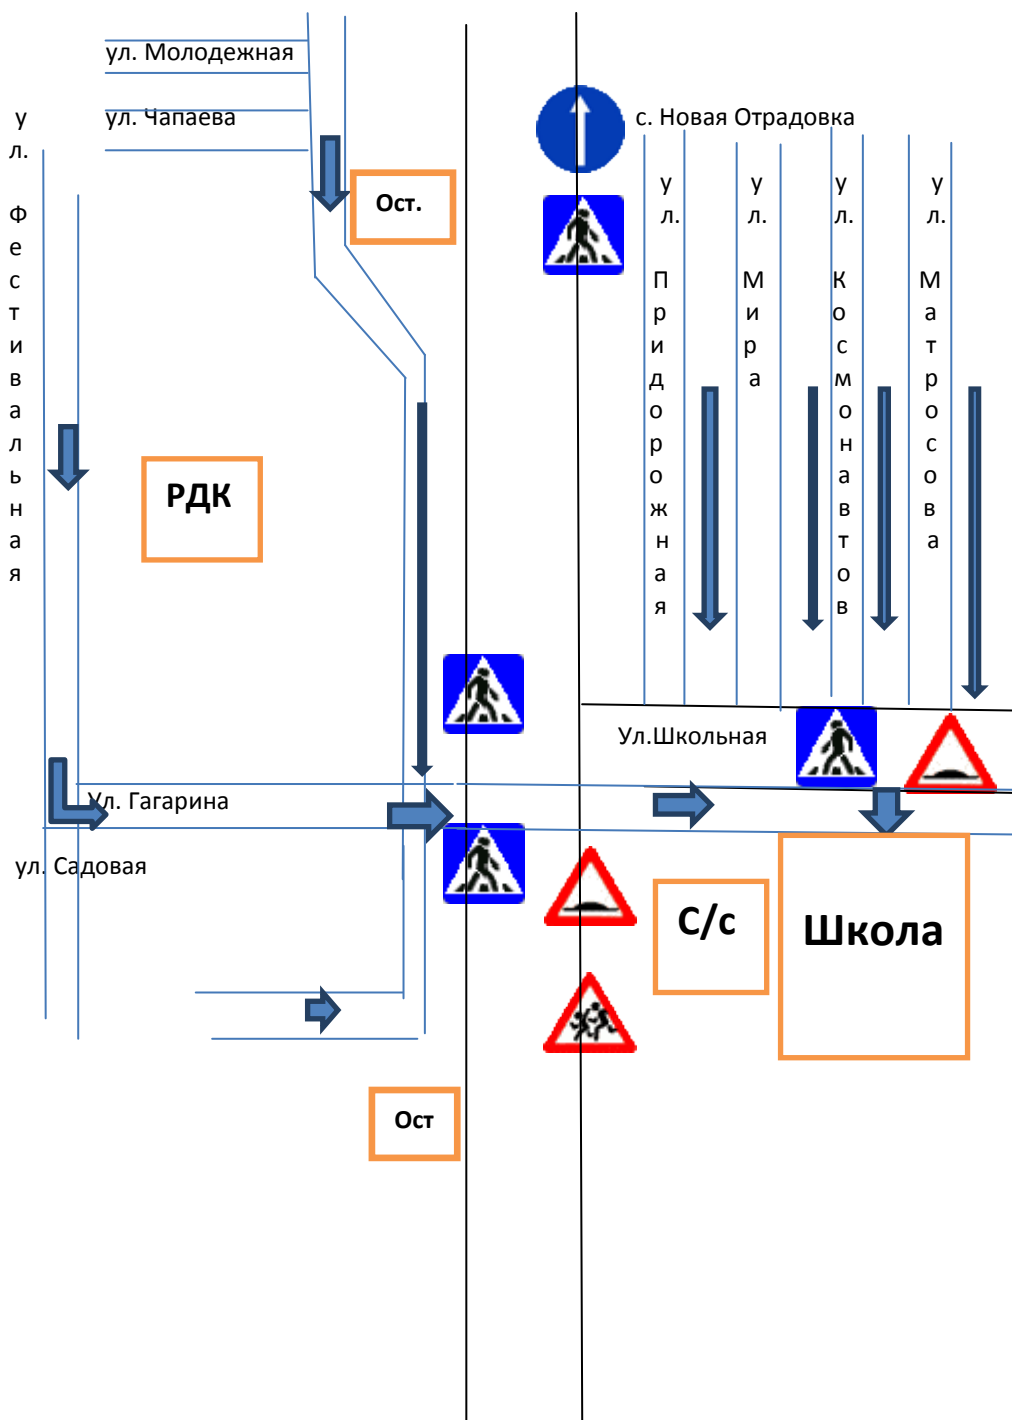 ул. Молодежная
ул. Чапаева
с. Новая Отрадовка
ул. Фестивальная
Ост.
ул. Придорожная
ул. Мира
ул. Космонавтов
ул. Матросова
РДК
Ул.Школьная
Ул. Гагарина
ул. Садовая
С/с
Школа
Ост